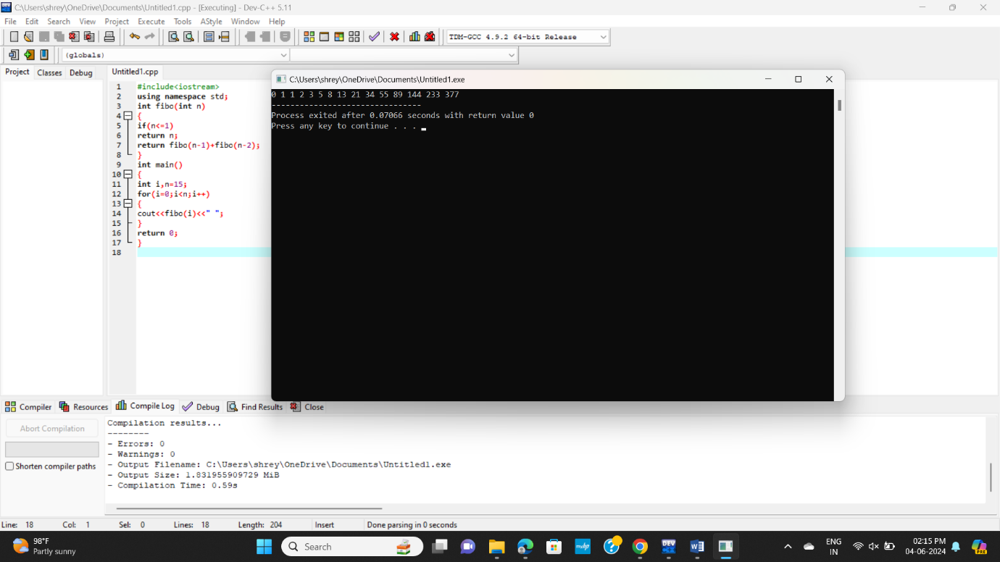 C:\Users\shrey\OneDrive\Documents\Untitled1.cpp - [Executing] - Dev-C++ 5.11
File Edit Search View Project Execute Tools AStyle Window Help
TDM-GCC 4.9.2 64-bit Release
(globals)
Project Classes Debug
Untitled1.cpp
1 #include<iostream>
2 using namespace std;
3 int fibo(int n)
4 {
5 if(n<=1)
6 return n;
7 return fibo(n-1)+fibo(n-2);
8 }
9 int main()
10 {
11 int i,n=15;
12 for(i=0;i<n;i++)
13 {
14 cout<<fibo(i)<<" ";
15 }
16 return 0;
17 }
18
C:\Users\shrey\OneDrive\Documents\Untitled1.exe
0 1 1 2 3 5 8 13 21 34 55 89 144 233 377
--------------------------------
Process exited after 0.07066 seconds with return value 0
Press any key to continue . . .
Compiler Resources Compile Log Debug Find Results Close
Abort Compilation
Shorten compiler paths
Compilation results...
--------
- Errors: 0
- Warnings: 0
- Output Filename: C:\Users\shrey\OneDrive\Documents\Untitled1.exe
- Output Size: 1.831955909729 MiB
- Compilation Time: 0.59s
Line: 18 Col: 1 Sel: 0 Lines: 18 Length: 204 Insert Done parsing in 0 seconds
98°F
Partly sunny
Search
mvhp
DEV
ENG
IN
02:15 PM
04-06-2024
PRE